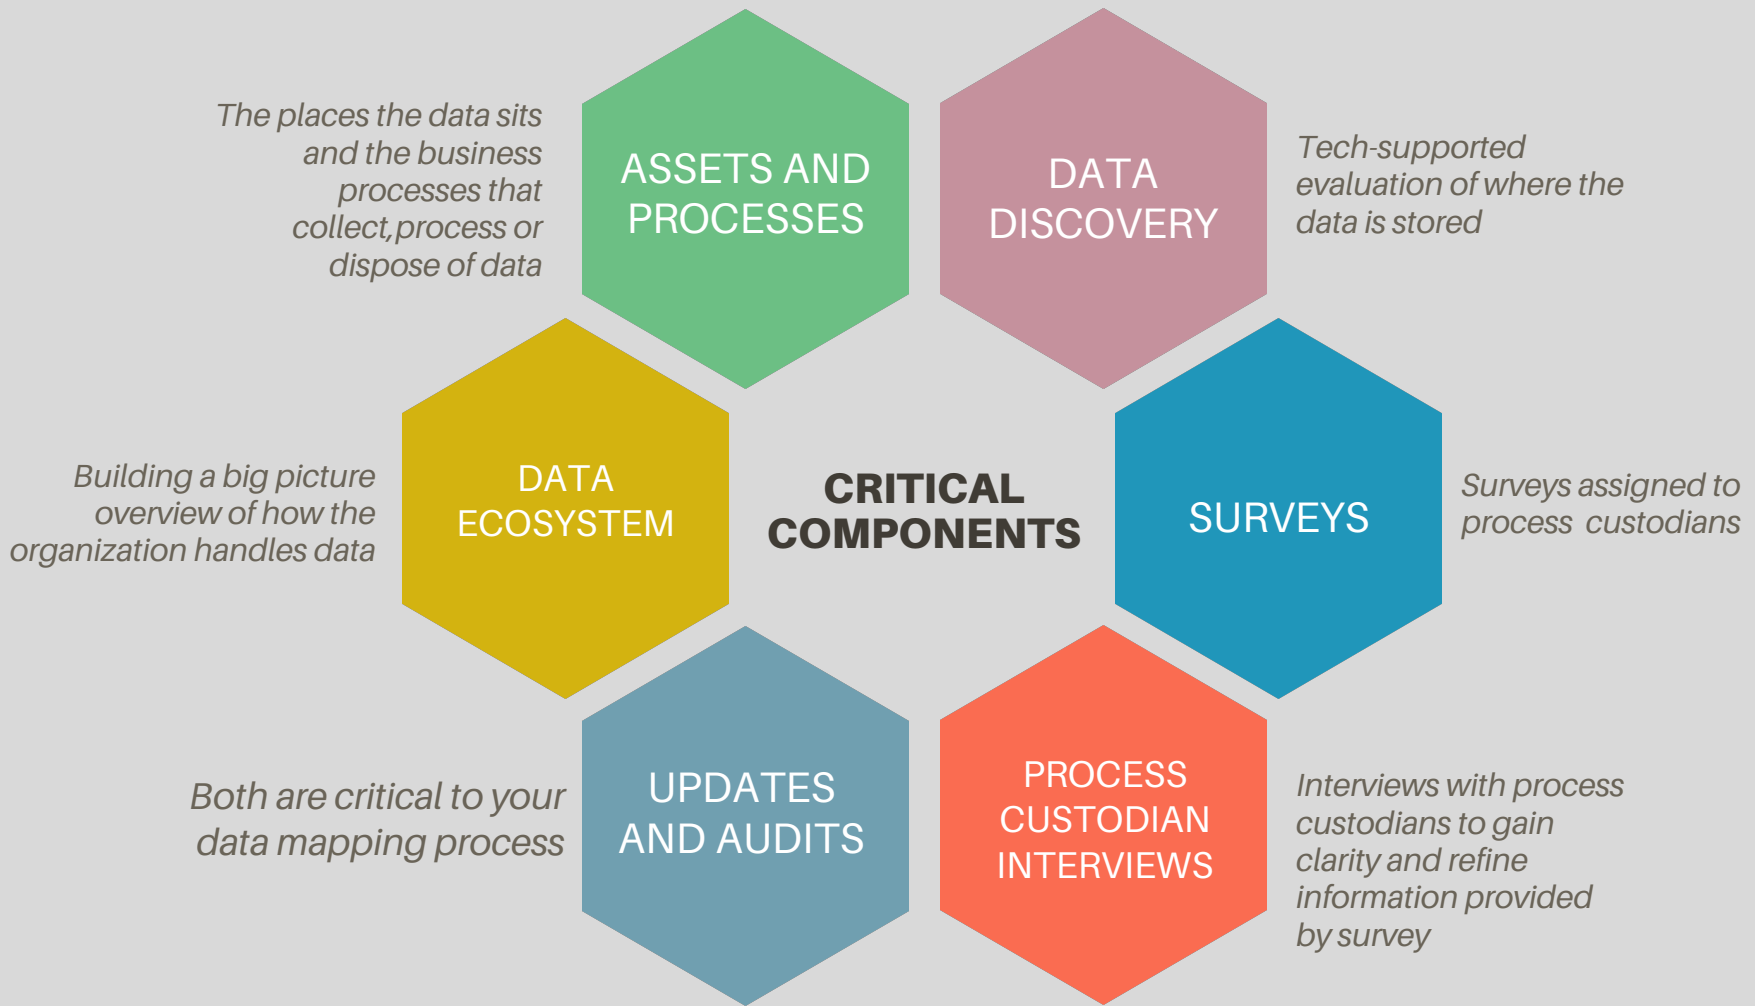 The places the data sits
and the business
processes that
collect,process or
dispose of data
ASSETS AND
PROCESSES
DATA
DISCOVERY
Tech-supported
evaluation of where the
data is stored
Building a big picture
overview of how the
organization handles data
DATA
ECOSYSTEM
CRITICAL
COMPONENTS
SURVEYS
Surveys assigned to
process custodians
Both are critical to your
data mapping process
UPDATES
AND AUDITS
PROCESS
CUSTODIAN
INTERVIEWS
Interviews with process
custodians to gain
clarity and refine
information provided
by survey